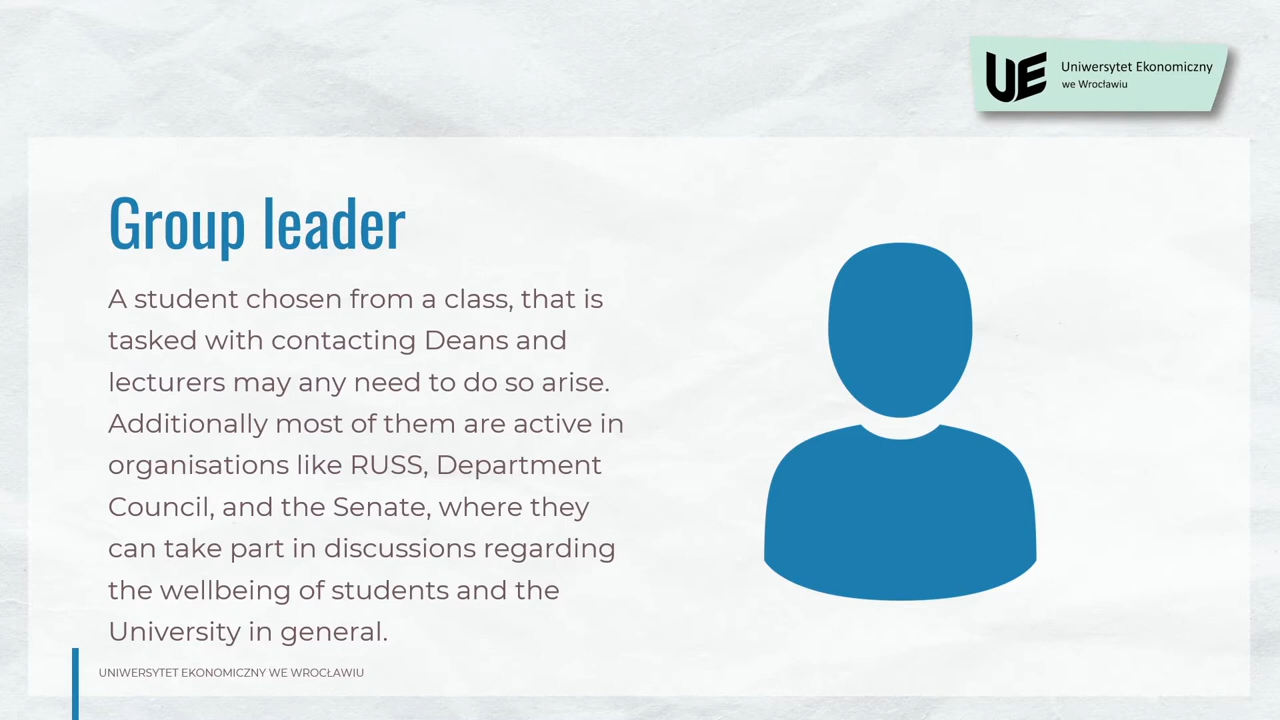 UE Uniwersytet Ekonomiczny
we Wrocławiu
Group leader
A student chosen from a class, that is
tasked with contacting Deans and
lecturers may any need to do so arise.
Additionally most of them are active in
organisations like RUSS, Department
Council, and the Senate, where they
can take part in discussions regarding
the wellbeing of students and the
University in general.
UNIWERSYTET EKONOMICZNY WE WROCŁAWIU